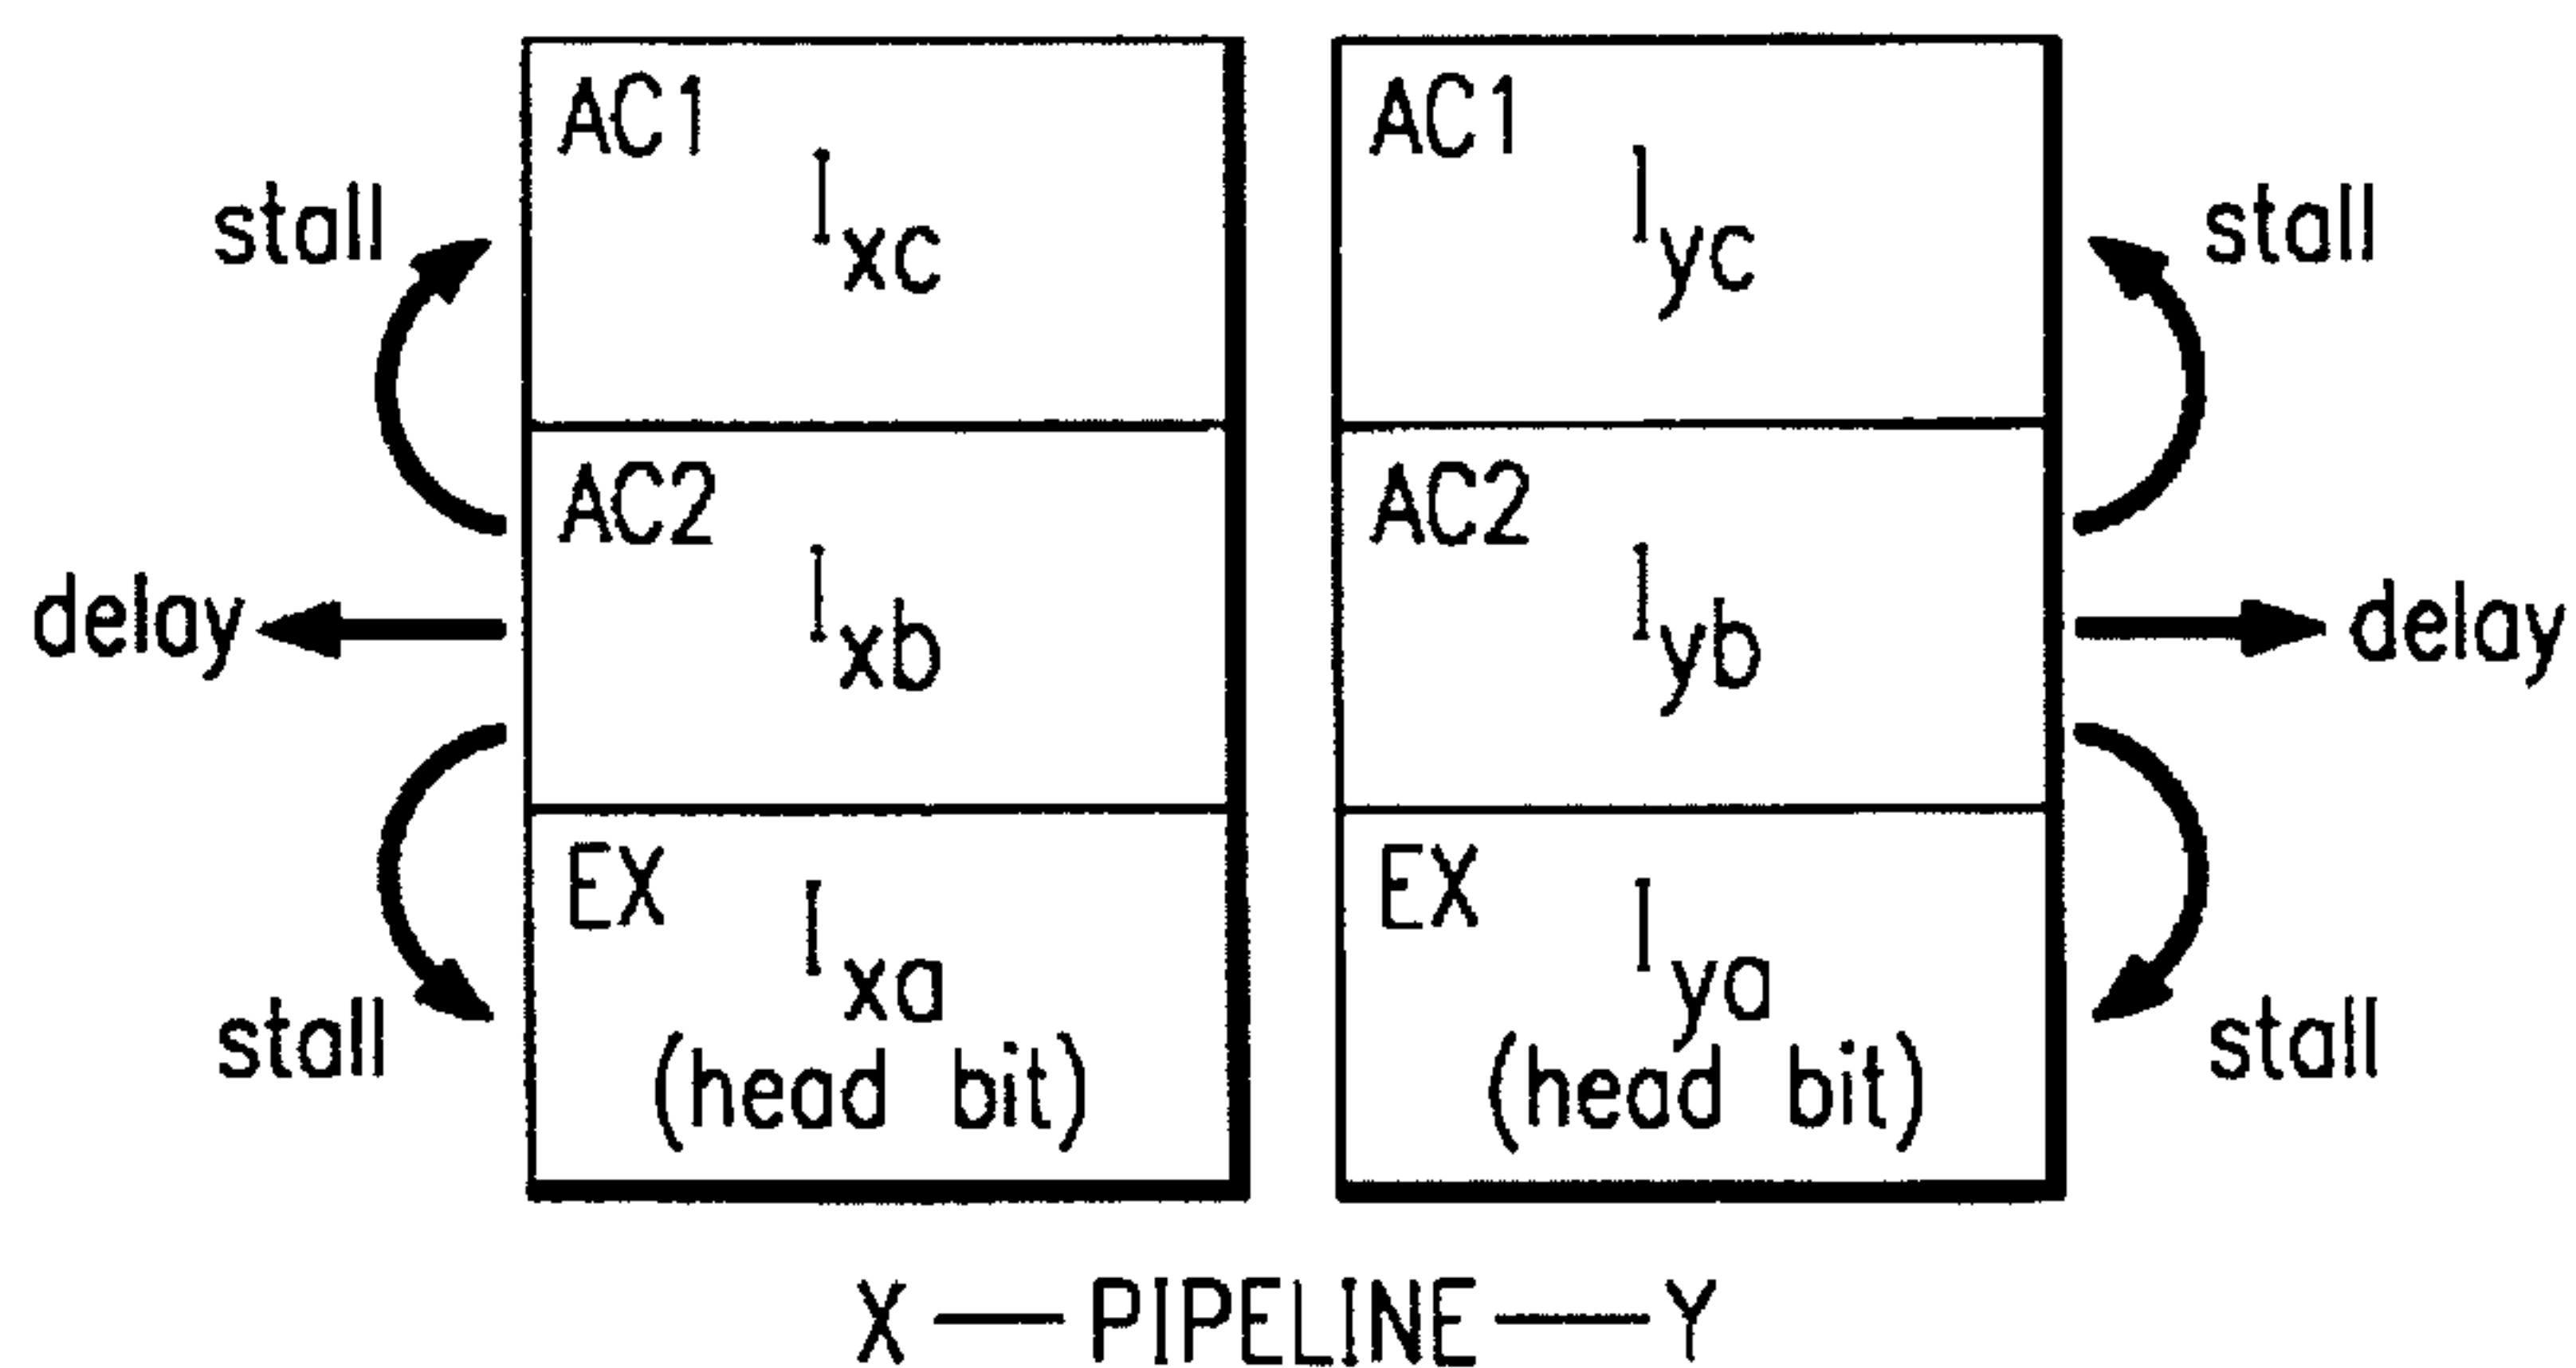 AC1
I xc
AC1
I yc
stall
stall
AC2
I xb
AC2
I yb
delay
delay
EX
I xa
(head bit)
EX
I ya
(head bit)
stall
stall
X — PIPELINE — Y